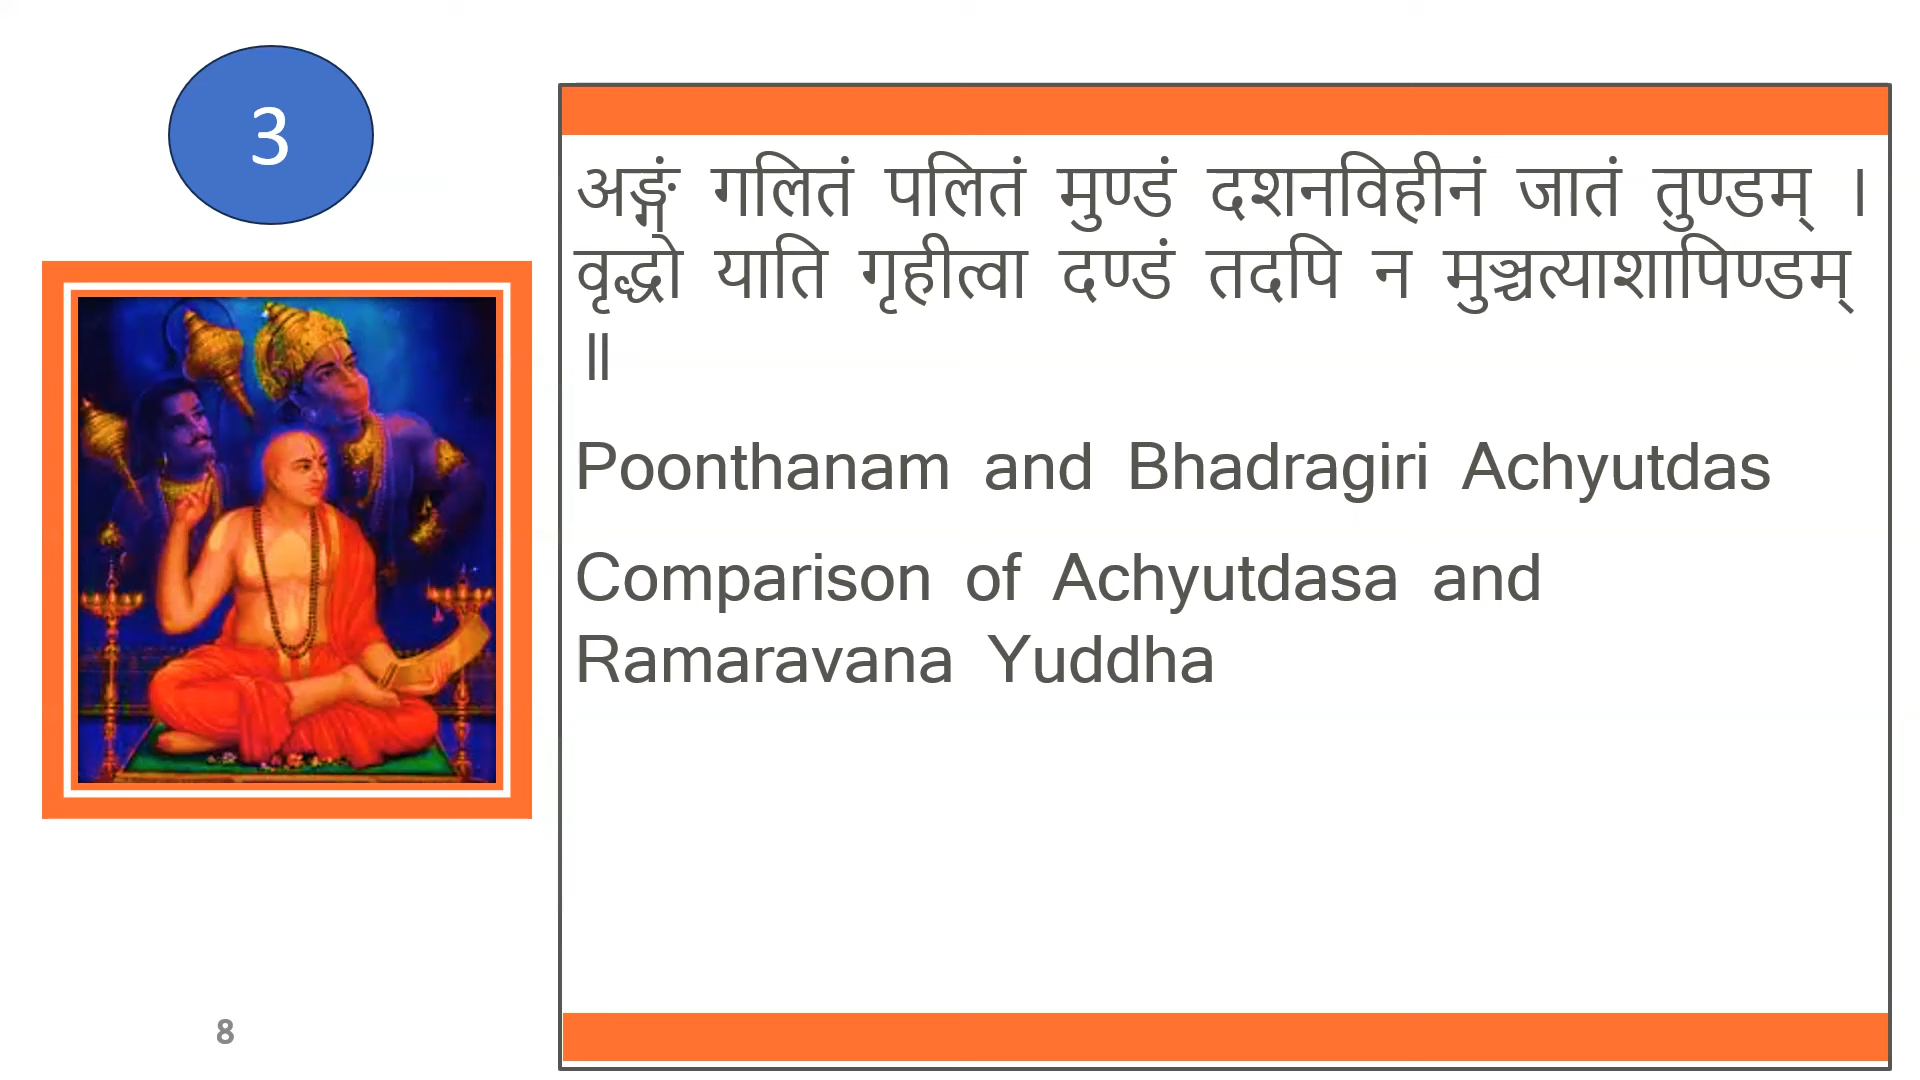 3
अङ्गं गलितं पलितं मुण्डं दशनविहीनं जातं तुण्डम् ।
वृद्धो याति गृहीत्वा दण्डं तदपि न मुञ्चत्याशापिण्डम्
॥
Poonthanam and Bhadragiri Achyutdas
Comparison of Achyutdasa and
Ramaravana Yuddha
8